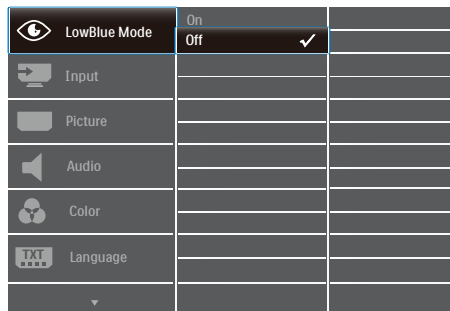 LowBlue Mode
On
Off
Input
Picture
Audio
Color
TXT
Language